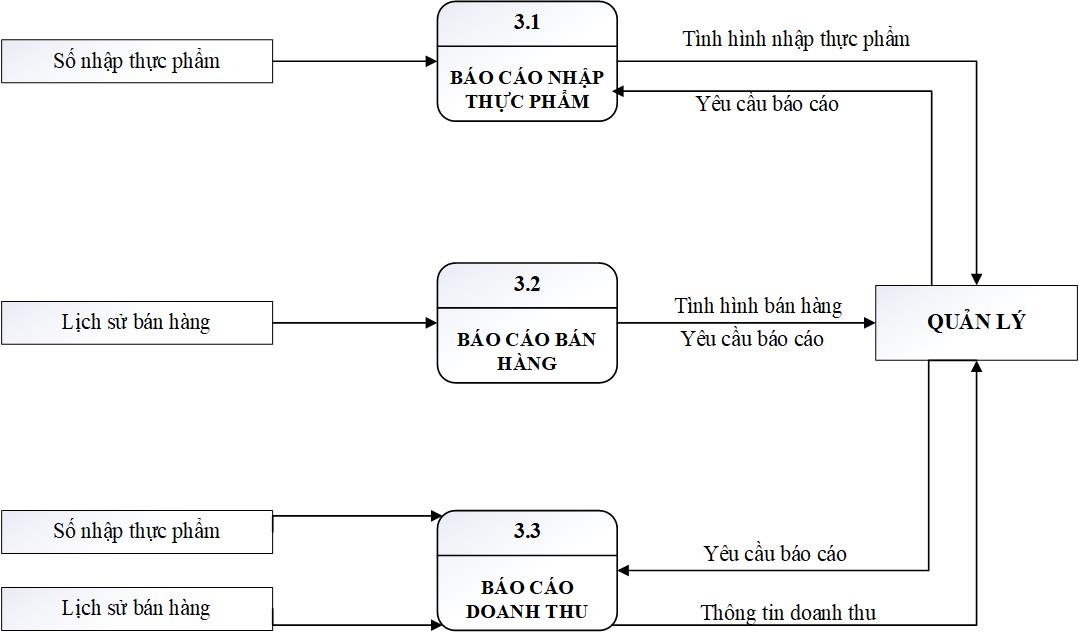 3.1
Số nhập thực phẩm
BÁO CÁO NHẬP
THỰC PHẨM
Tình hình nhập thực phẩm
Yêu cầu báo cáo
3.2
Lịch sử bán hàng
BÁO CÁO BÁN
HÀNG
Tình hình bán hàng
Yêu cầu báo cáo
QUẢN LÝ
3.3
Số nhập thực phẩm
Lịch sử bán hàng
BÁO CÁO
DOANH THU
Yêu cầu báo cáo
Thông tin doanh thu